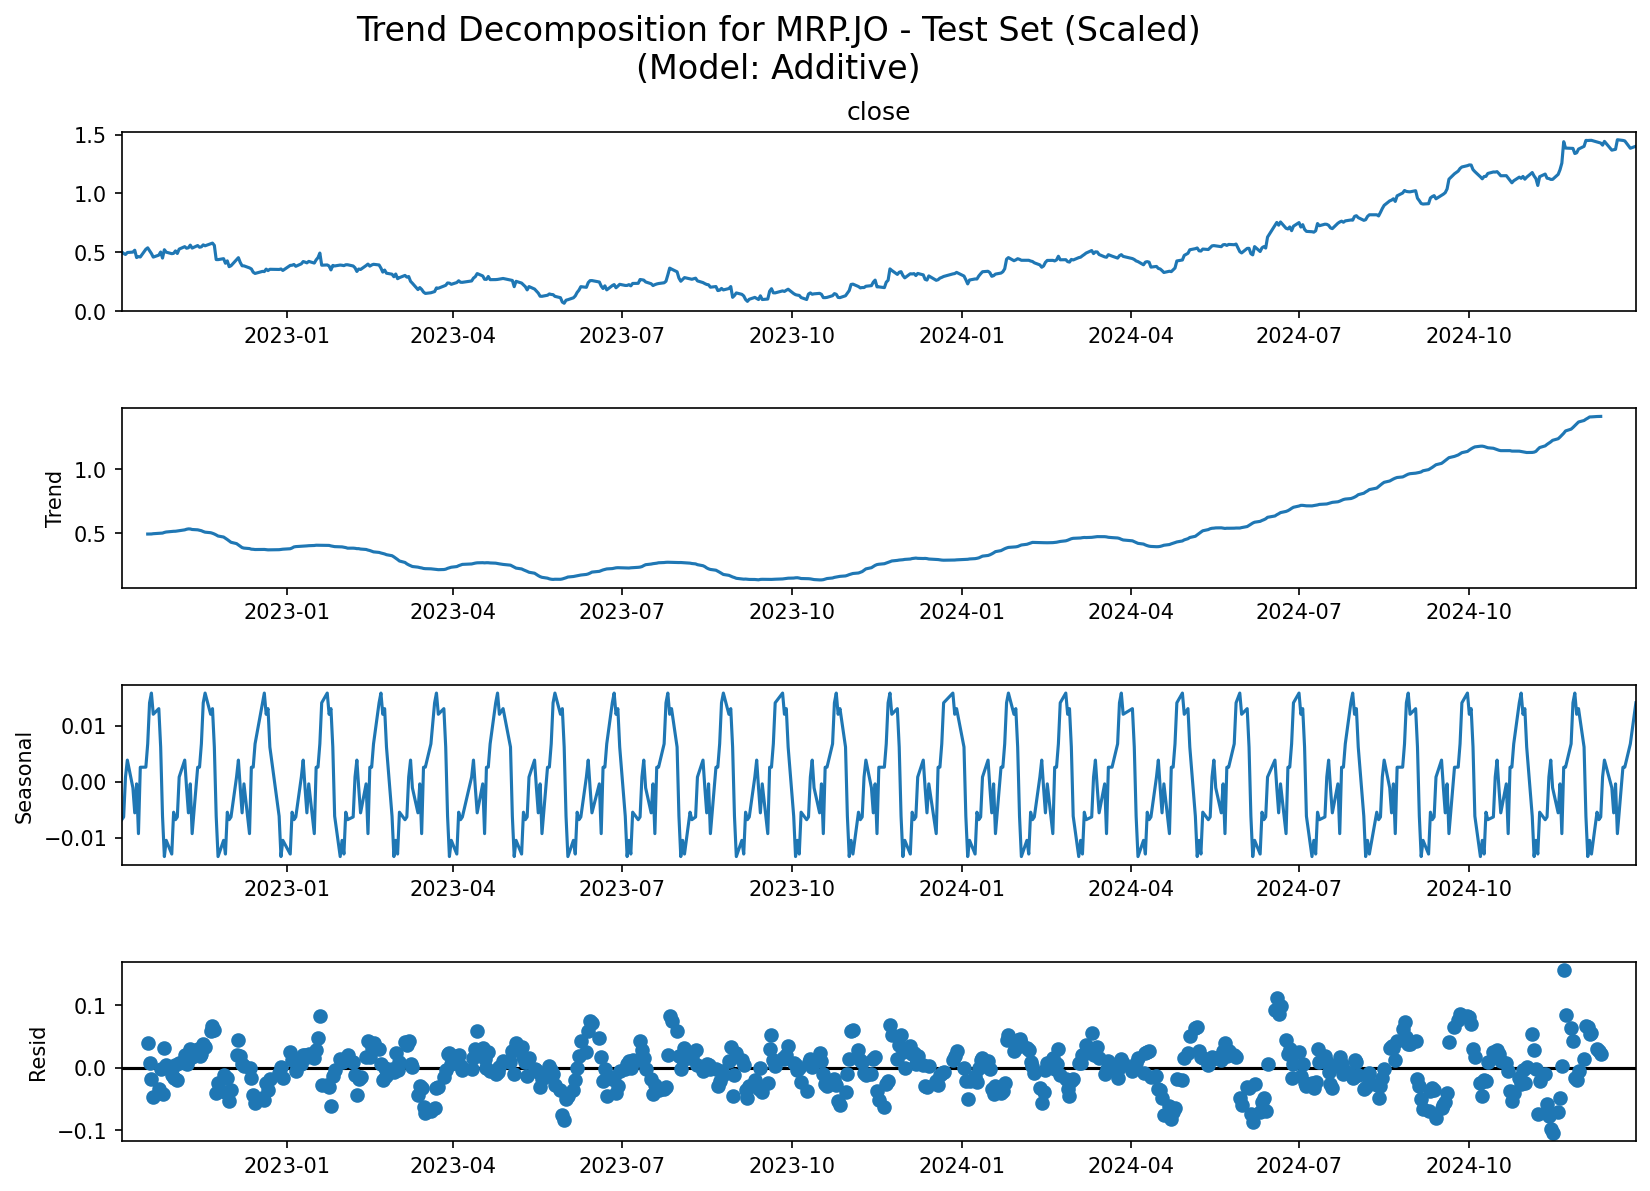 Trend Decomposition for MRP.JO - Test Set (Scaled)
(Model: Additive)
close
1.5
1.0
0.5
0.0
2023-01 2023-04 2023-07 2023-10 2024-01 2024-04 2024-07 2024-10
Trend
1.0
0.5
2023-01 2023-04 2023-07 2023-10 2024-01 2024-04 2024-07 2024-10
Seasonal
0.01
0.00
−0.01
2023-01 2023-04 2023-07 2023-10 2024-01 2024-04 2024-07 2024-10
Resid
0.1
0.0
−0.1
2023-01 2023-04 2023-07 2023-10 2024-01 2024-04 2024-07 2024-10